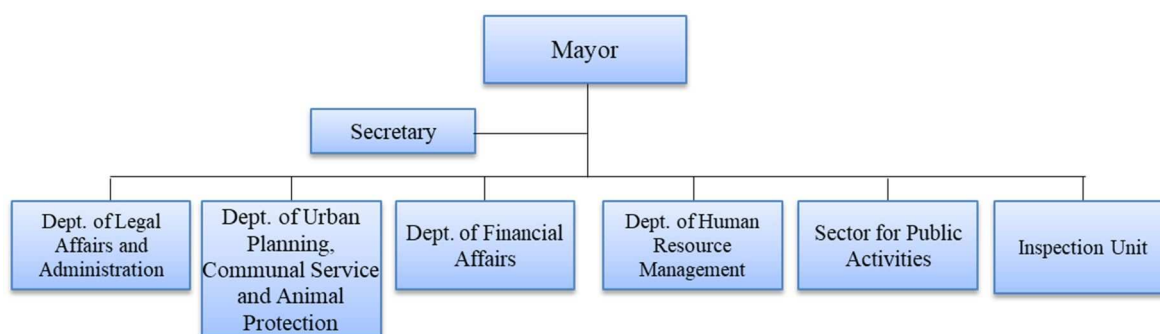 Mayor
Secretary
Dept. of Legal
Affairs and
Administration
Dept. of Urban
Planning,
Communal Service
and Animal
Protection
Dept. of Financial
Affairs
Dept. of Human
Resource
Management
Sector for Public
Activities
Inspection Unit